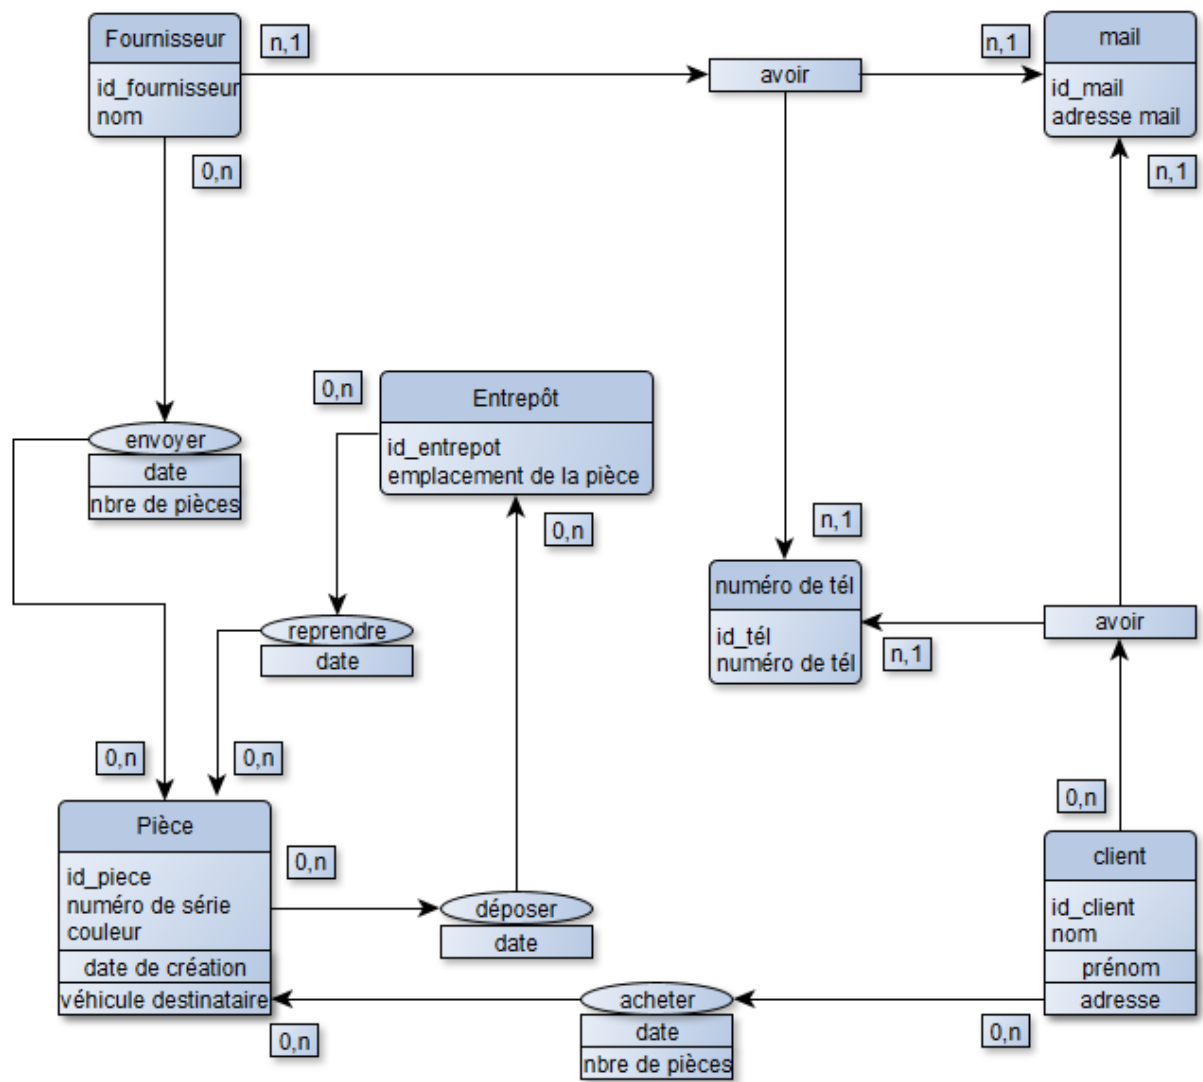 Fournisseur
id_fournisseur
nom
n,1
avoir
n,1
mail
id_mail
adresse mail
0,n
n,1
envoyer
date
nbre de pièces
0,n
Entrepôt
id_entrepot
emplacement de la pièce
0,n
reprendre
date
n,1
numéro de tél
id_tél
numéro de tél
n,1
avoir
0,n
0,n
0,n
Pièce
id_piece
numéro de série
couleur
date de création
véhicule destinataire
0,n
déposer
date
client
id_client
nom
prénom
adresse
0,n
acheter
date
nbre de pièces
0,n